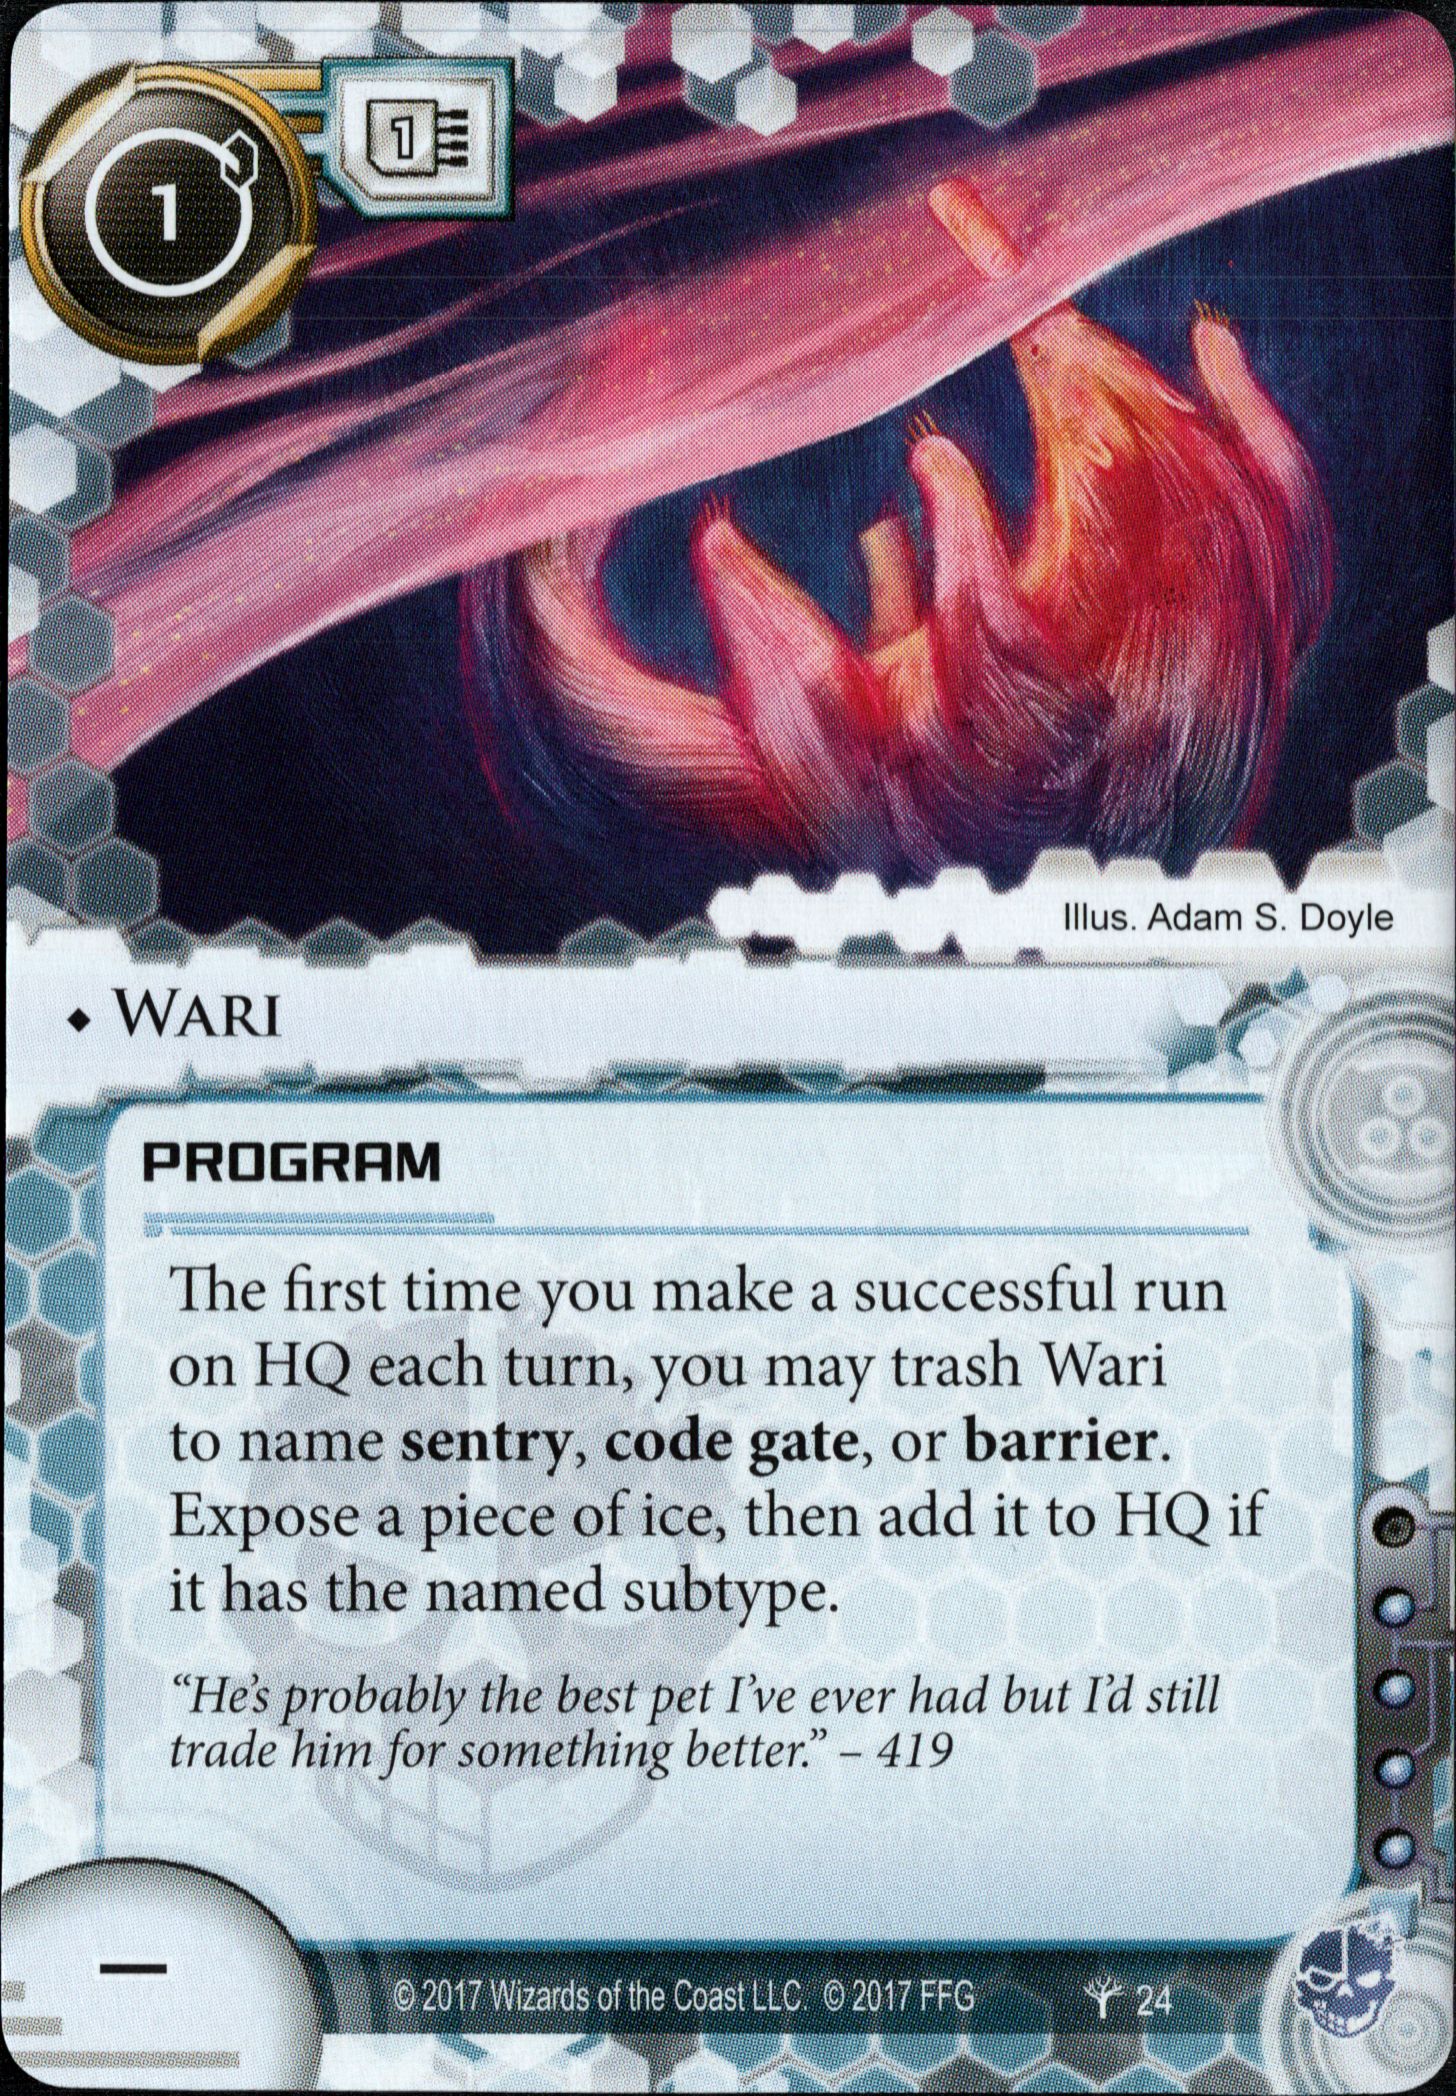 1
1
Illus. Adam S. Doyle
◆ WARI
PROGRAM
The first time you make a successful run
on HQ each turn, you may trash Wari
to name sentry, code gate, or barrier.
Expose a piece of ice, then add it to HQ if
it has the named subtype.
“He’s probably the best pet I’ve ever had but I’d still
trade him for something better.” – 419
—
© 2017 Wizards of the Coast LLC. © 2017 FFG
24